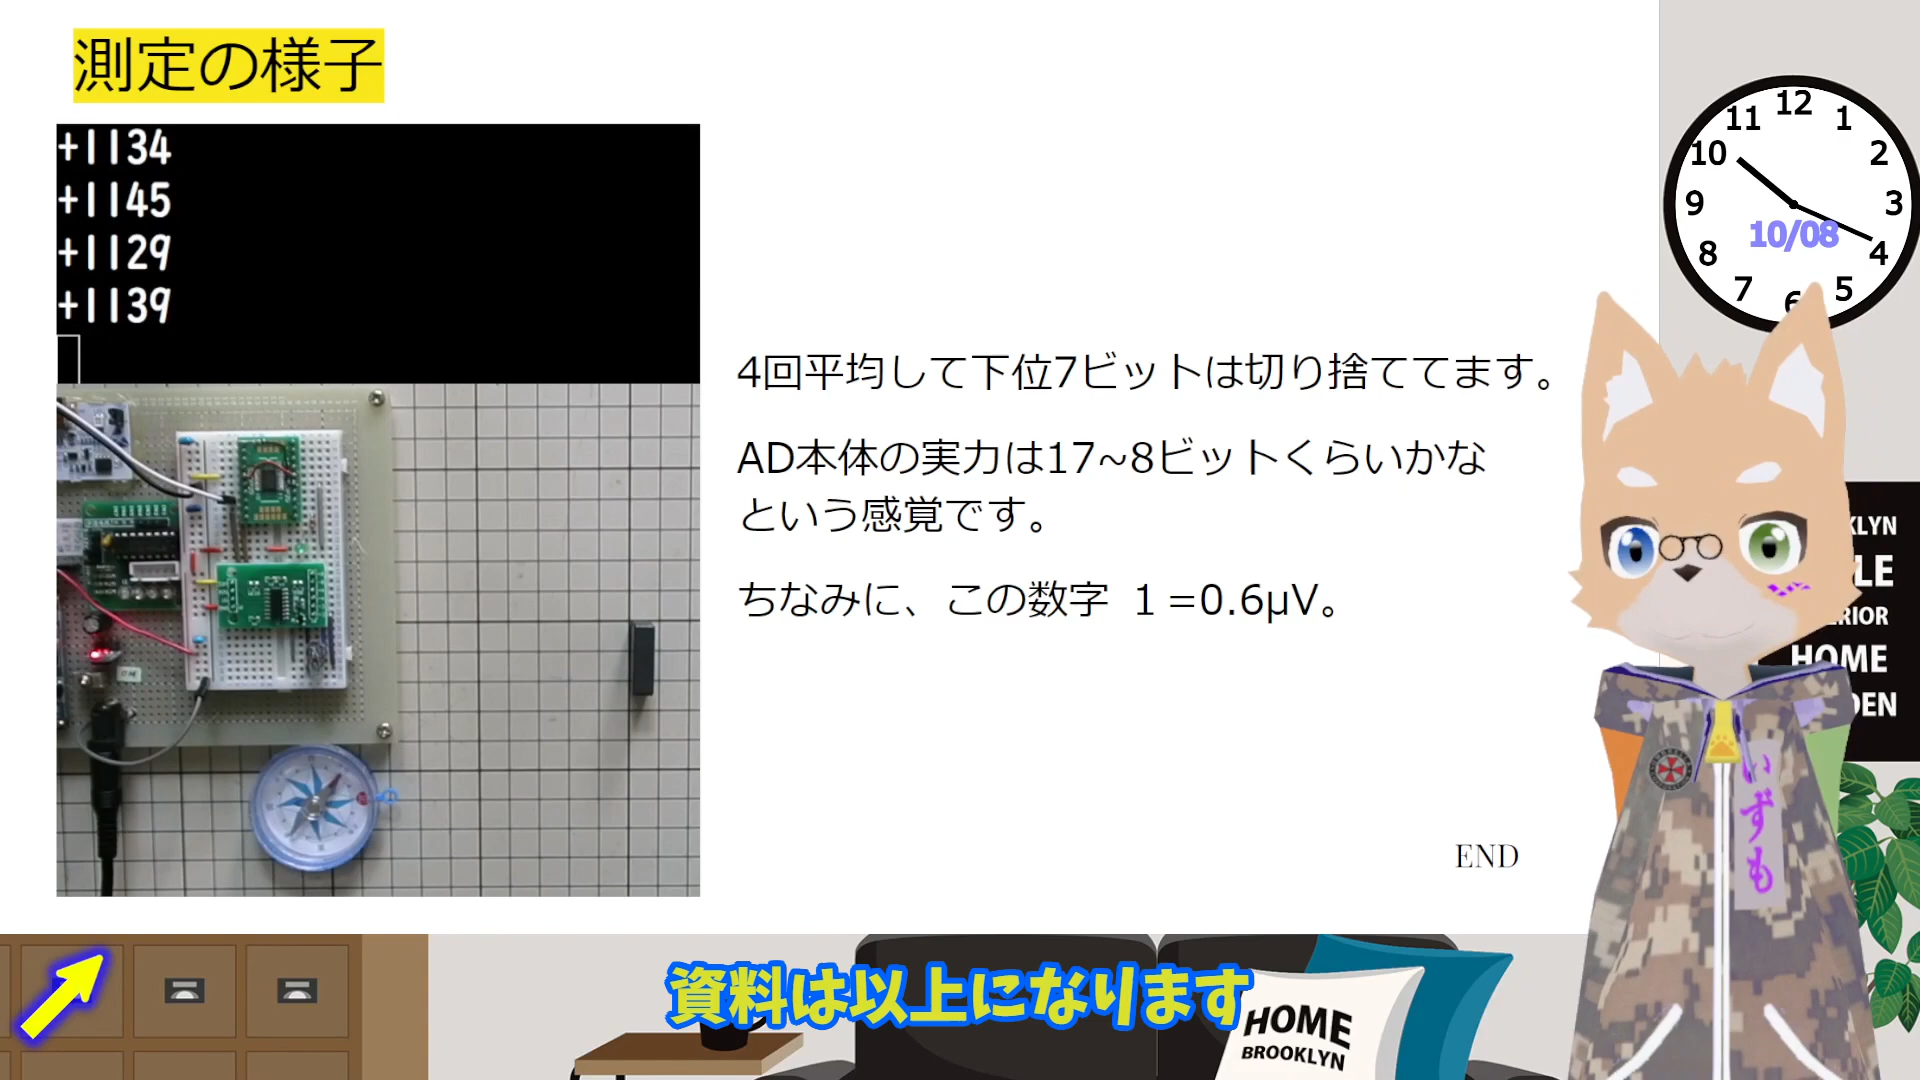 測定の様子
+1134
+1145
+1129
+1139
4回平均して下位7ビットは切り捨ててます。
AD本体の実力は17~8ビットくらいかな
という感覚です。
ちなみに、この数字 1=0.6μV。
END
12
1
2
3
4
5
6
7
8
9
10
11
10/08
KLYN
LE
ERIOR
HOME
DEN
いずも
資料は以上になります
HOME
BROOKLYN